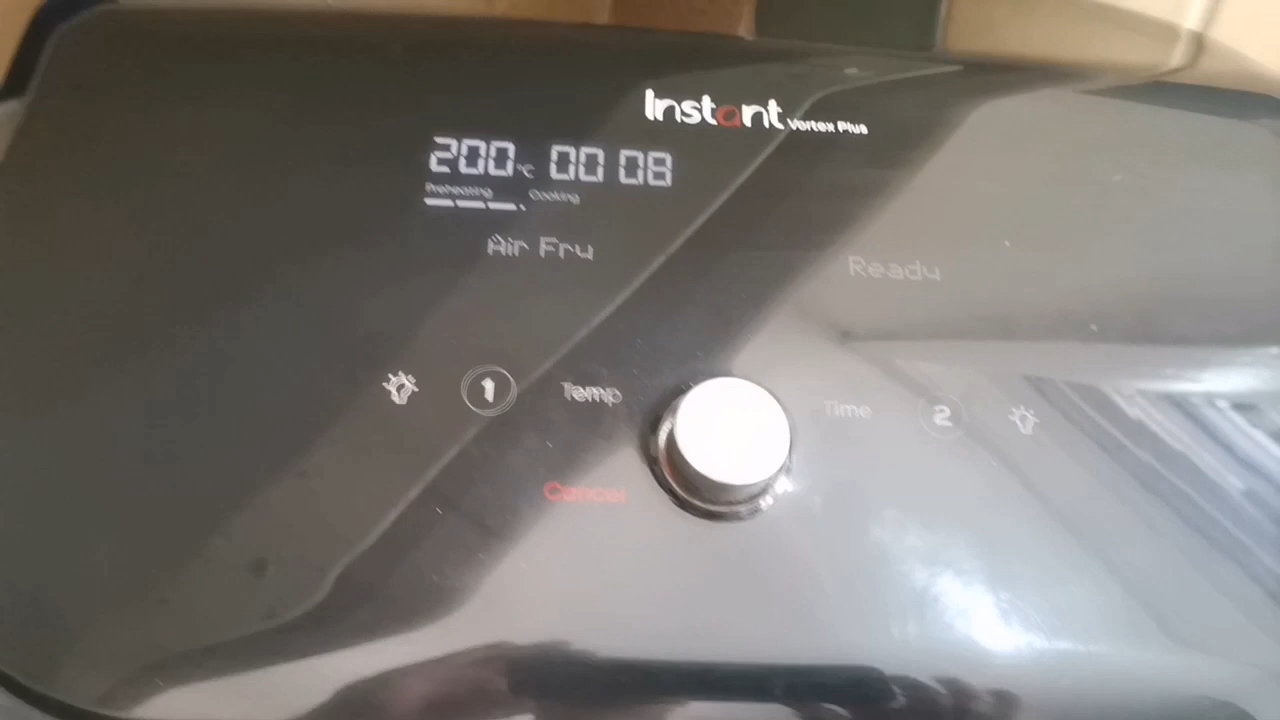 Instant Vortex Plus
200°C 00 08
Preheating Cooking
Air Fry
Ready
1 Temp Time 2
Cancel